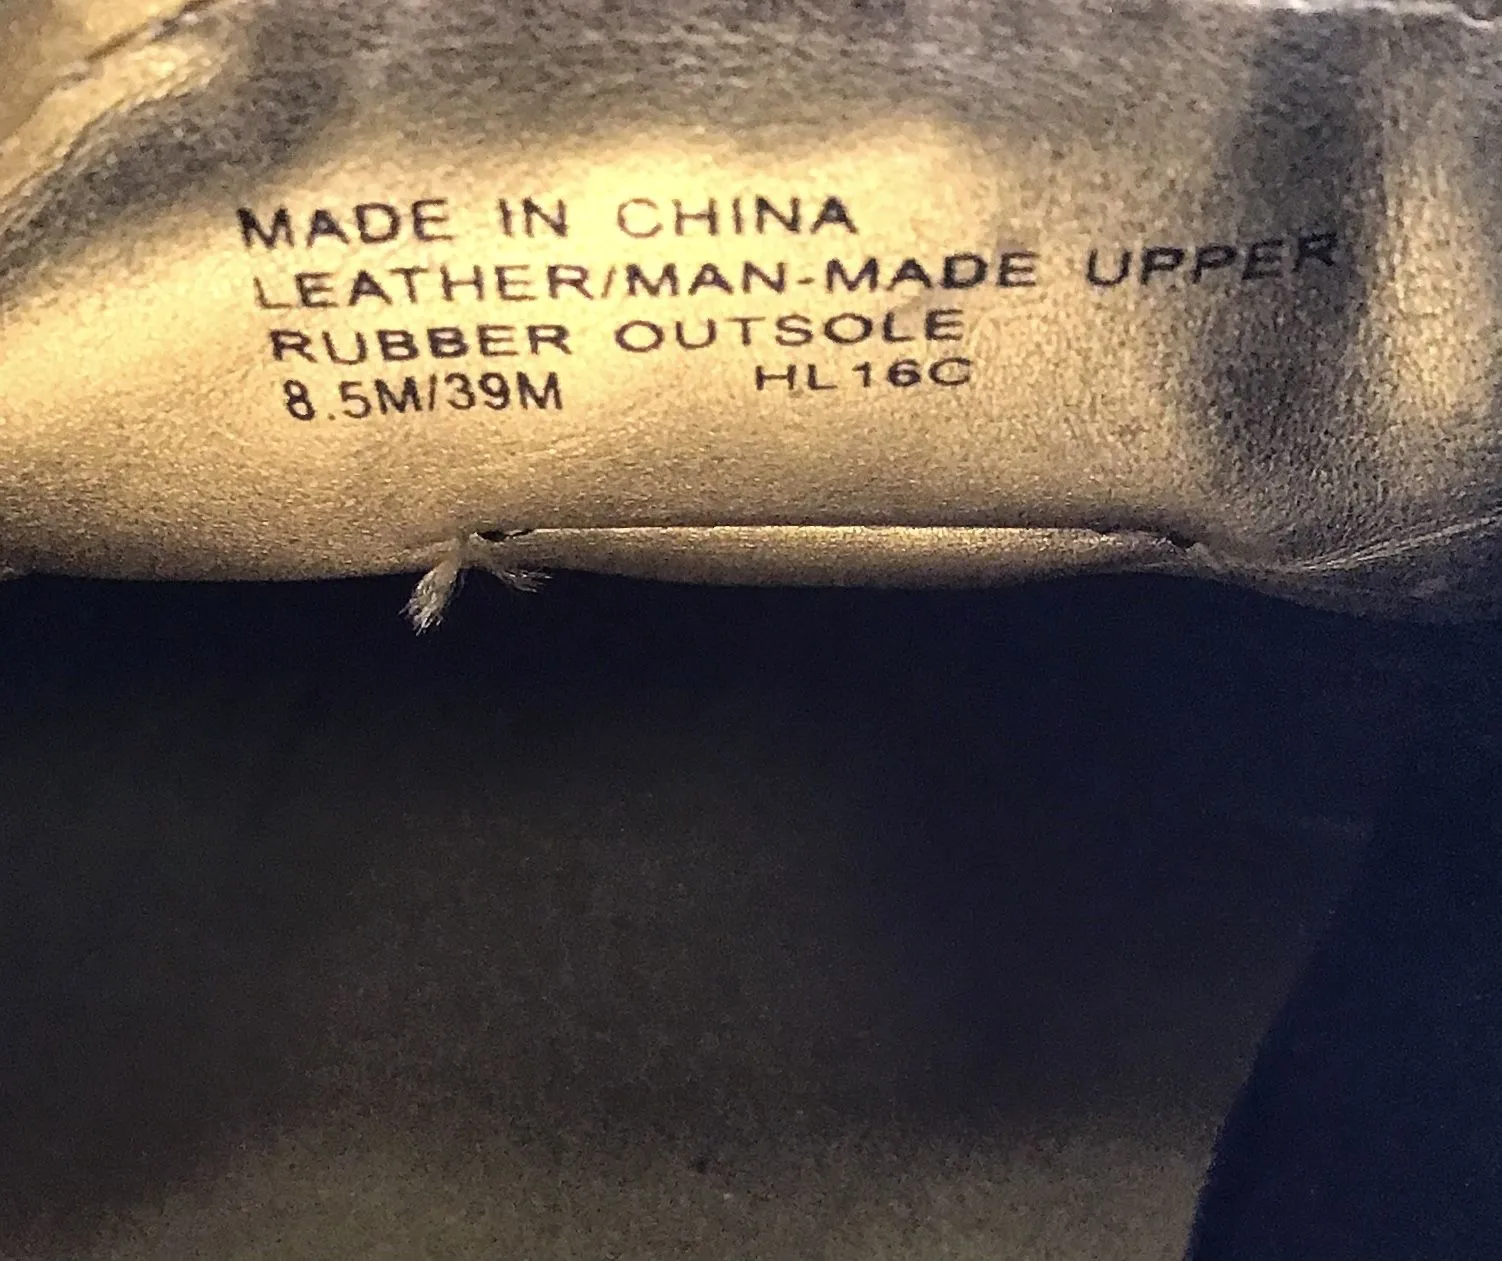 MADE IN CHINA
LEATHER/MAN-MADE UPPER
RUBBER OUTSOLE
8.5M/39M HL16C